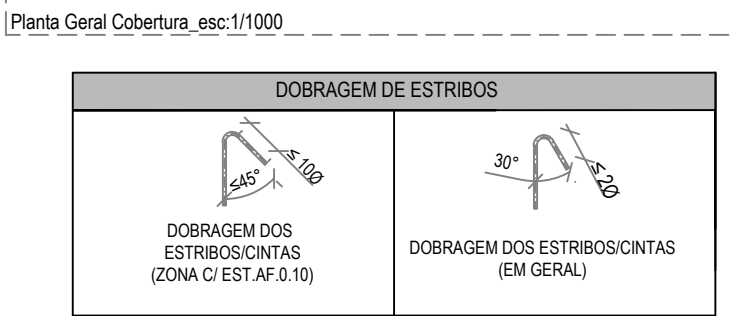 Planta Geral Cobertura_esc:1/1000
DOBRAGEM DE ESTRIBOS
≤ 10Ø
≤45°
DOBRAGEM DOS
ESTRIBOS/CINTAS
(ZONA C/ EST.AF.0.10)
30°
≤ 2Ø
DOBRAGEM DOS ESTRIBOS/CINTAS
(EM GERAL)